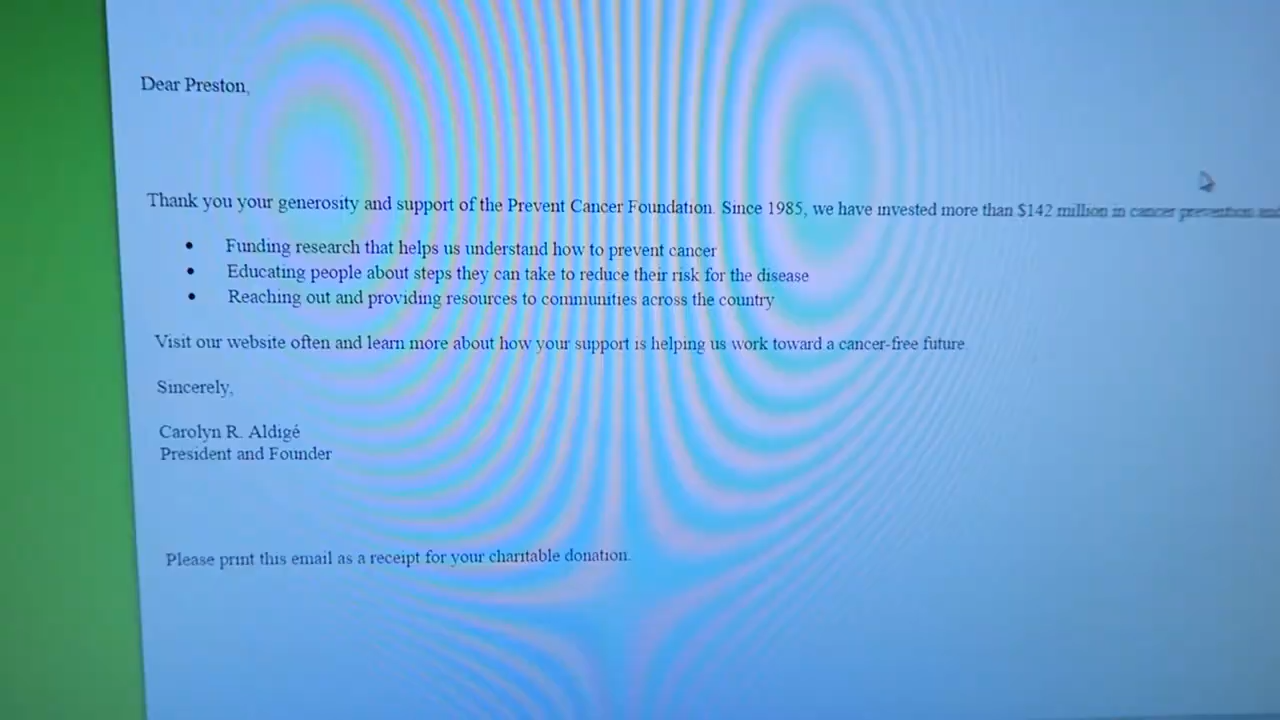 Dear Preston,
Thank you your generosity and support of the Prevent Cancer Foundation. Since 1985, we have invested more than $142 million in cancer prevention and
• Funding research that helps us understand how to prevent cancer
• Educating people about steps they can take to reduce their risk for the disease
• Reaching out and providing resources to communities across the country
Visit our website often and learn more about how your support is helping us work toward a cancer-free future.
Sincerely,
Carolyn R. Aldigé
President and Founder
Please print this email as a receipt for your charitable donation.